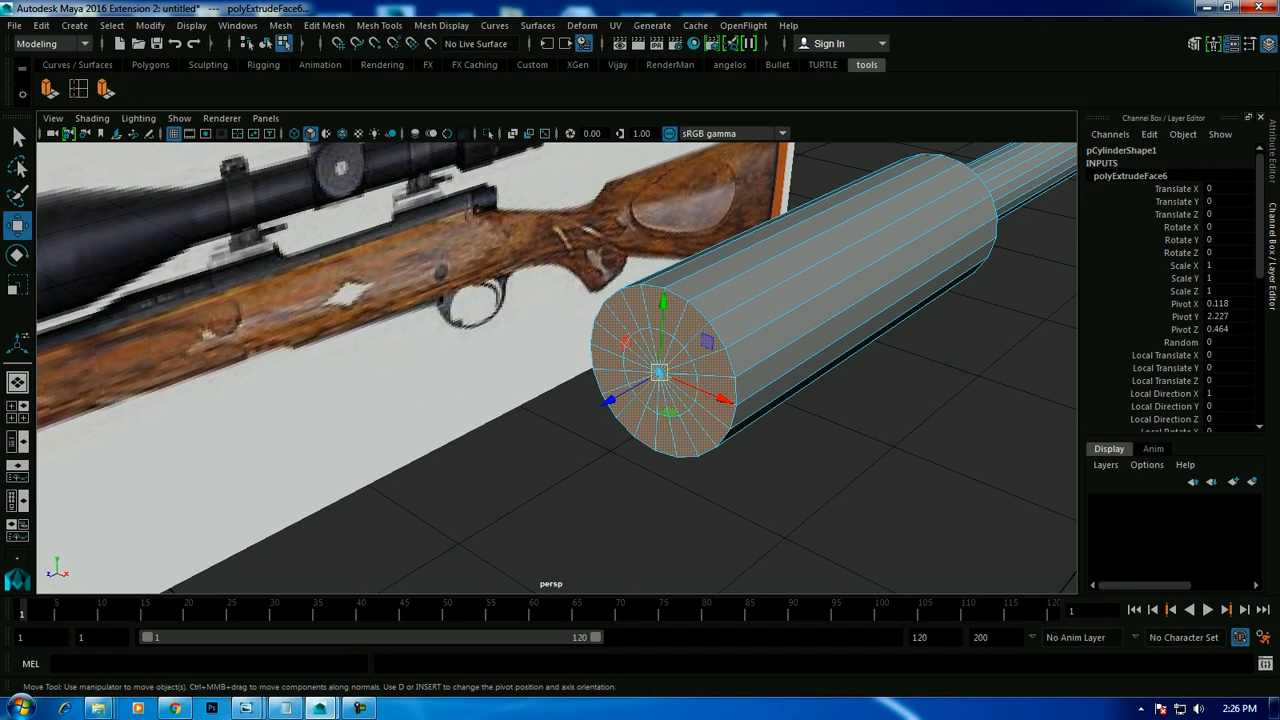 Autodesk Maya 2016 Extension 2: untitled* --- polyExtrudeFace6...
File Edit Create Select Modify Display Windows Mesh Edit Mesh Mesh Tools Mesh Display Curves Surfaces Deform UV Generate Cache OpenFlight Help
Modeling No Live Surface Sign In
Curves / Surfaces Polygons Sculpting Rigging Animation Rendering FX FX Caching Custom XGen Vijay RenderMan angelos Bullet TURTLE tools
View Shading Lighting Show Renderer Panels
0.00 1.00 sRGB gamma
persp
Channel Box / Layer Editor
Channels Edit Object Show
pCylinderShape1
INPUTS
polyExtrudeFace6
Translate X 0
Translate Y 0
Translate Z 0
Rotate X 0
Rotate Y 0
Rotate Z 0
Scale X 1
Scale Y 1
Scale Z 1
Pivot X 0.118
Pivot Y 2.227
Pivot Z 0.464
Random 0
Local Translate X 0
Local Translate Y 0
Local Translate Z 0
Local Direction X 1
Local Direction Y 0
Local Direction Z 0
Attribute Editor
Channel Box / Layer Editor
Display Anim
Layers Options Help
1 5 10 15 20 25 30 35 40 45 50 55 60 65 70 75 80 85 90 95 100 105 110 115 120 1
1 1 1 120 120 200 No Anim Layer No Character Set
MEL
Move Tool: Use manipulator to move object(s). Ctrl+MMB+drag to move components along normals. Use D or INSERT to change the pivot position and axis orientation.
2:26 PM